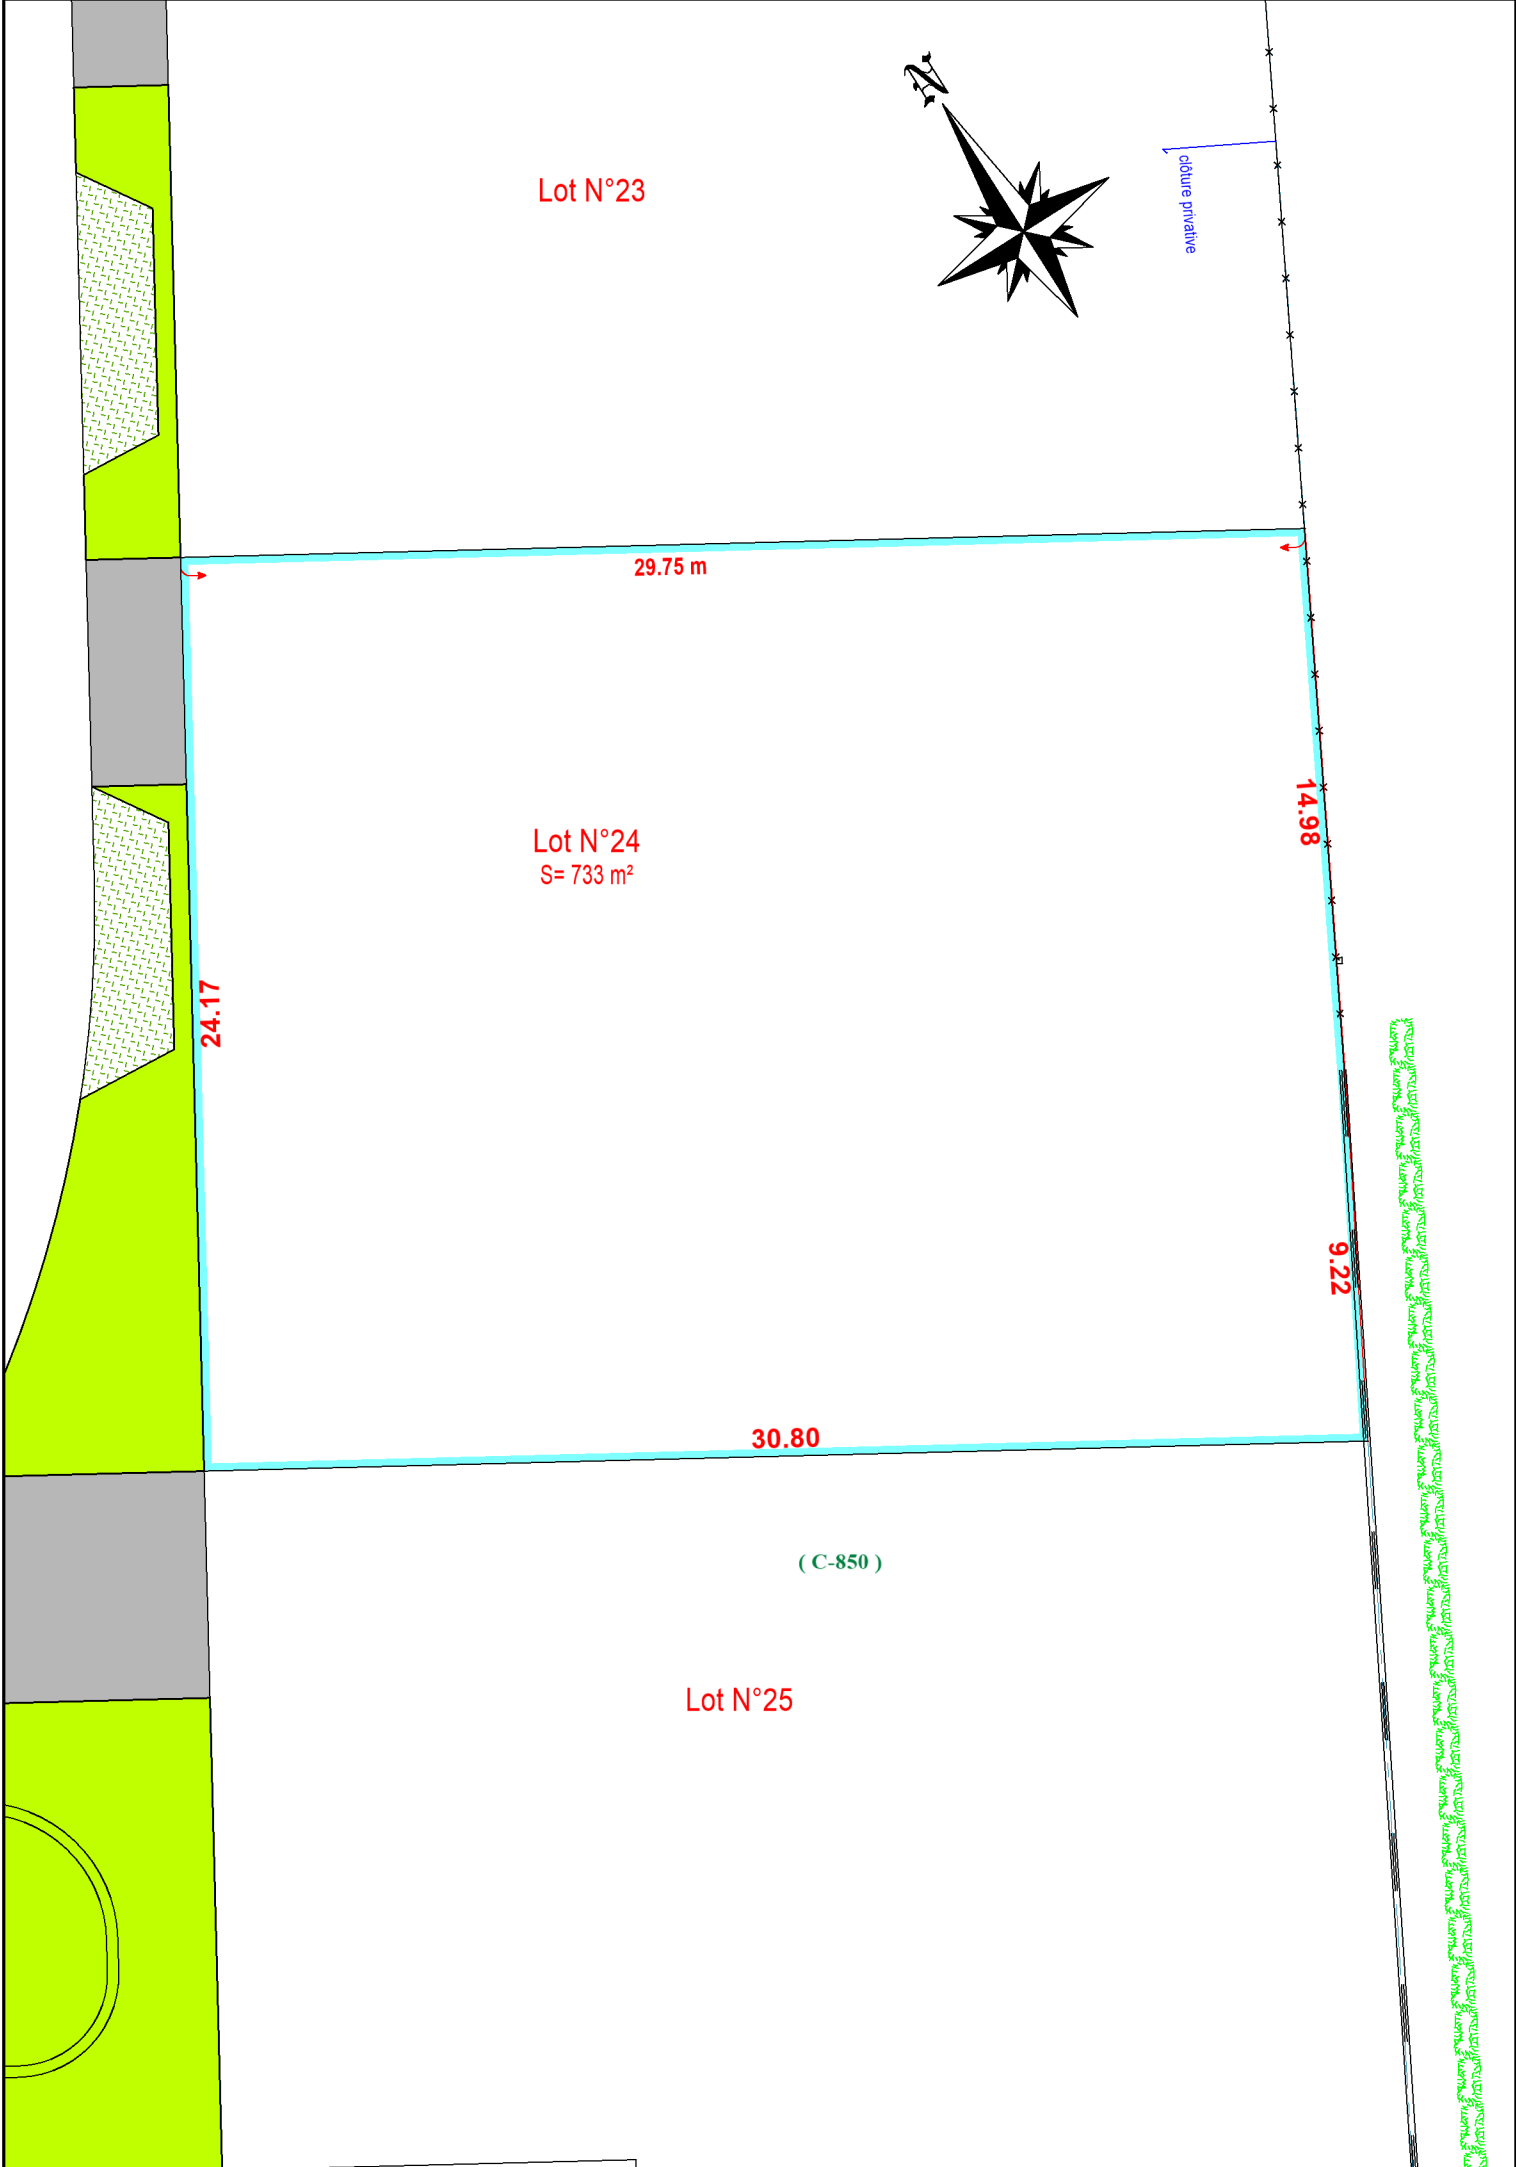 N
clôture privative
Lot N°23
29.75 m
14.98
Lot N°24
S= 733 m²
24.17
9.22
30.80
( C-850 )
Lot N°25